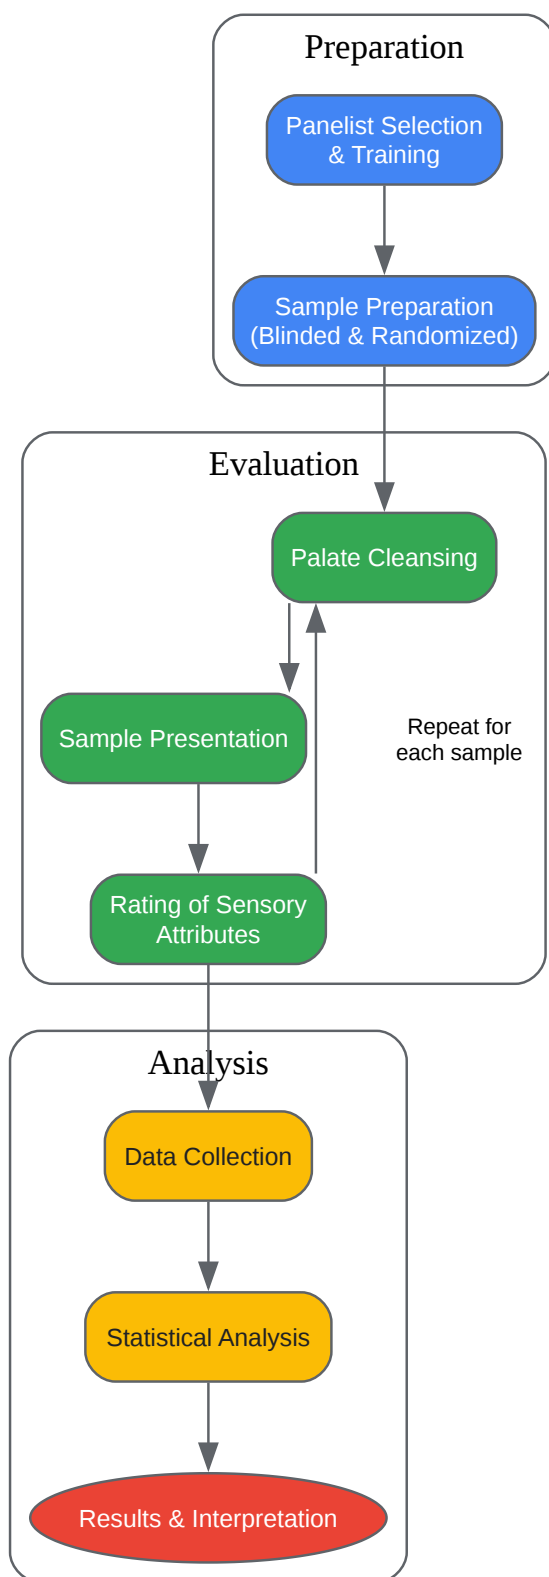 Preparation
Panelist Selection
& Training
Sample Preparation
(Blinded & Randomized)
Evaluation
Palate Cleansing
Sample Presentation
Repeat for
each sample
Rating of Sensory
Attributes
Analysis
Data Collection
Statistical Analysis
Results & Interpretation